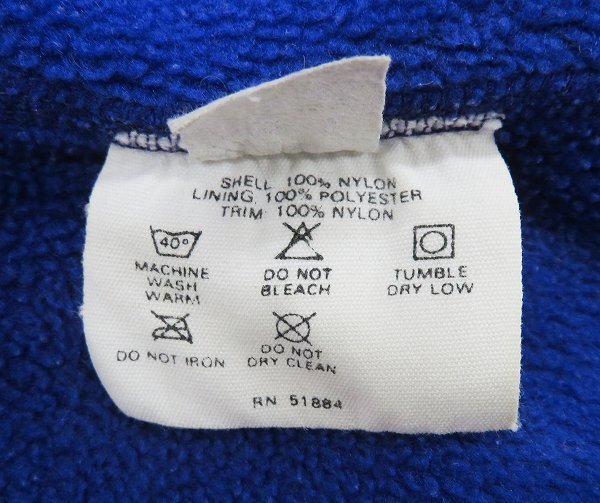 SHELL 100% NYLON
LINING, 100% POLYESTER
TRIM: 100% NYLON
40°
MACHINE
WASH
WARM
DO NOT
BLEACH
TUMBLE
DRY LOW
DO NOT IRON
DO NOT
DRY CLEAN
RN 51884